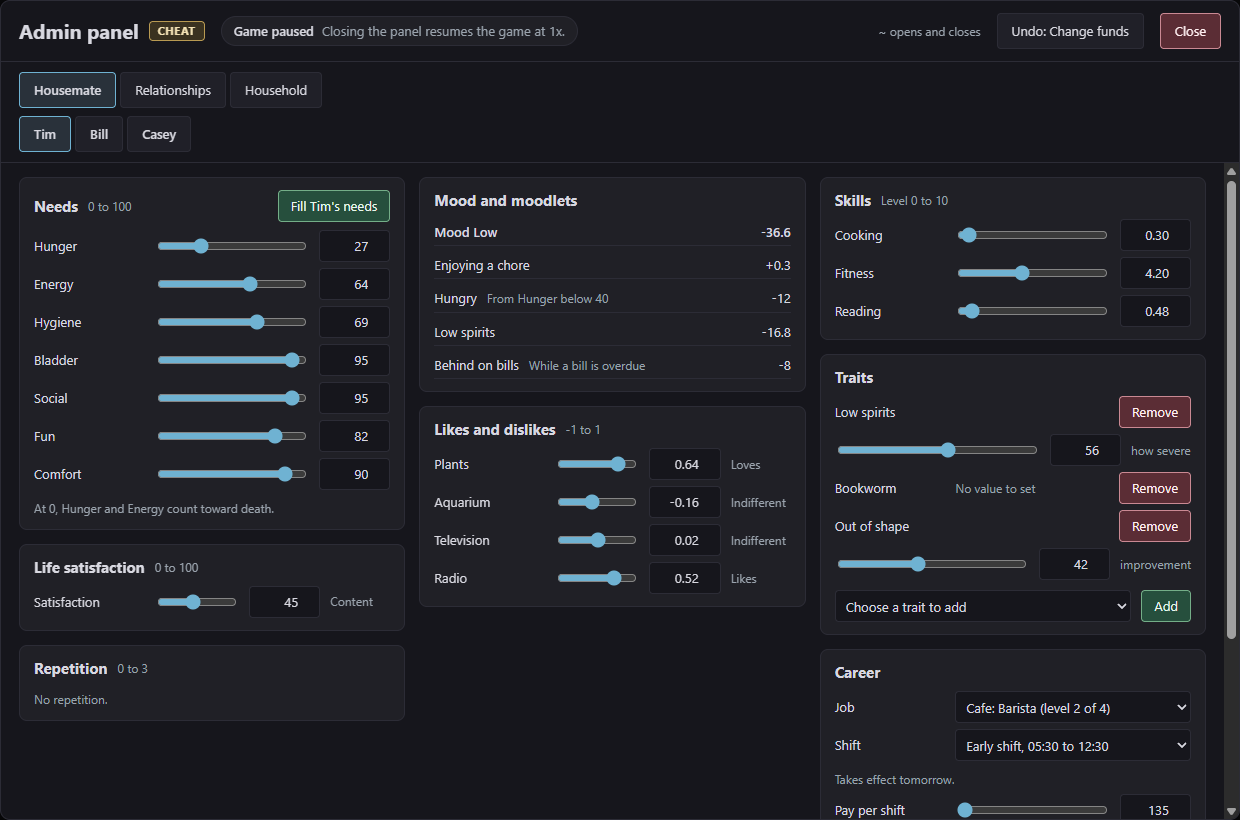 Admin panel CHEAT Game paused Closing the panel resumes the game at 1x. ~ opens and closes Undo: Change funds Close
Housemate Relationships Household
Tim Bill Casey
Needs 0 to 100 Fill Tim's needs
Hunger 27
Energy 64
Hygiene 69
Bladder 95
Social 95
Fun 82
Comfort 90
At 0, Hunger and Energy count toward death.
Life satisfaction 0 to 100
Satisfaction 45 Content
Repetition 0 to 3
No repetition.
Mood and moodlets
Mood Low -36.6
Enjoying a chore +0.3
Hungry From Hunger below 40 -12
Low spirits -16.8
Behind on bills While a bill is overdue -8
Likes and dislikes -1 to 1
Plants 0.64 Loves
Aquarium -0.16 Indifferent
Television 0.02 Indifferent
Radio 0.52 Likes
Skills Level 0 to 10
Cooking 0.30
Fitness 4.20
Reading 0.48
Traits
Low spirits Remove
56 how severe
Bookworm No value to set Remove
Out of shape Remove
42 improvement
Choose a trait to add Add
Career
Job Cafe: Barista (level 2 of 4)
Shift Early shift, 05:30 to 12:30
Takes effect tomorrow.
Pay per shift 135